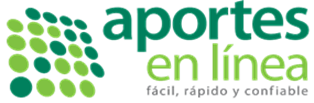 aportes
en línea
fácil, rápido y confiable